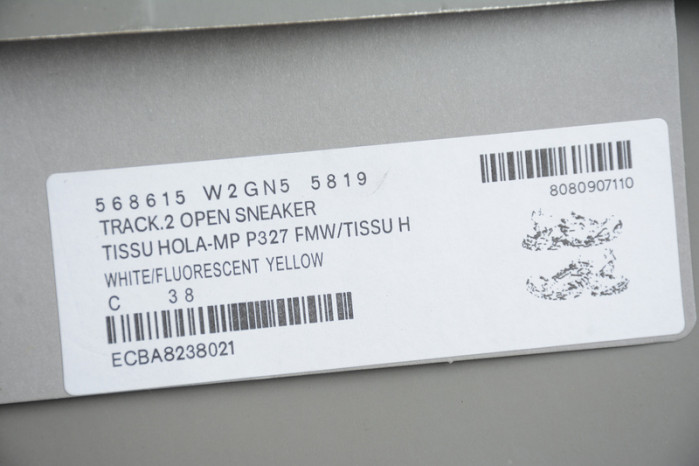 568615 W2GN5 5819
TRACK.2 OPEN SNEAKER
TISSU HOLA-MP P327 FMW/TISSU H
WHITE/FLUORESCENT YELLOW
C 38
ECBA8238021
8080907110